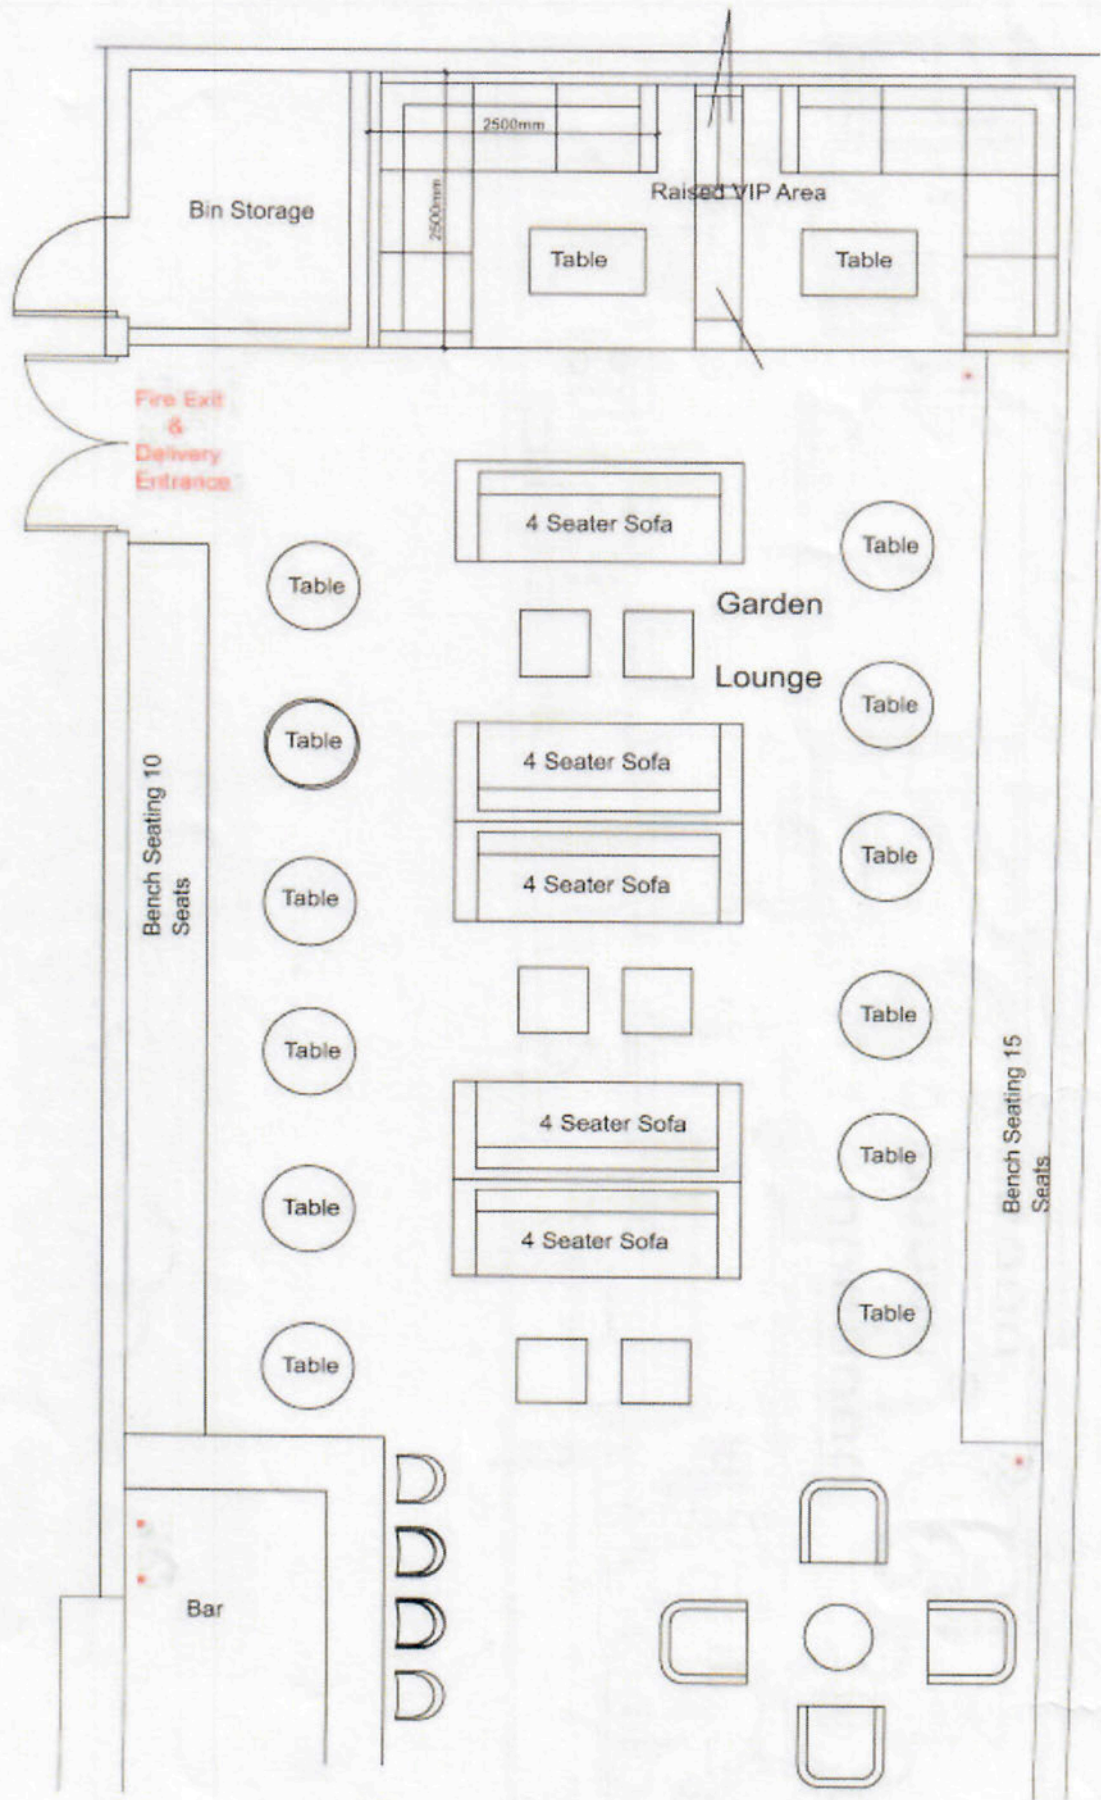 2500mm
2500mm
Bin Storage
Raised VIP Area
Table
Table
Fire Exit
&
Delivery
Entrance
4 Seater Sofa
Table
Table
Garden
Lounge
Table
Table
4 Seater Sofa
4 Seater Sofa
Table
Table
Bench Seating 10
Seats
Table
Table
Bench Seating 15
Seats
4 Seater Sofa
Table
Table
4 Seater Sofa
Table
Table
Bar